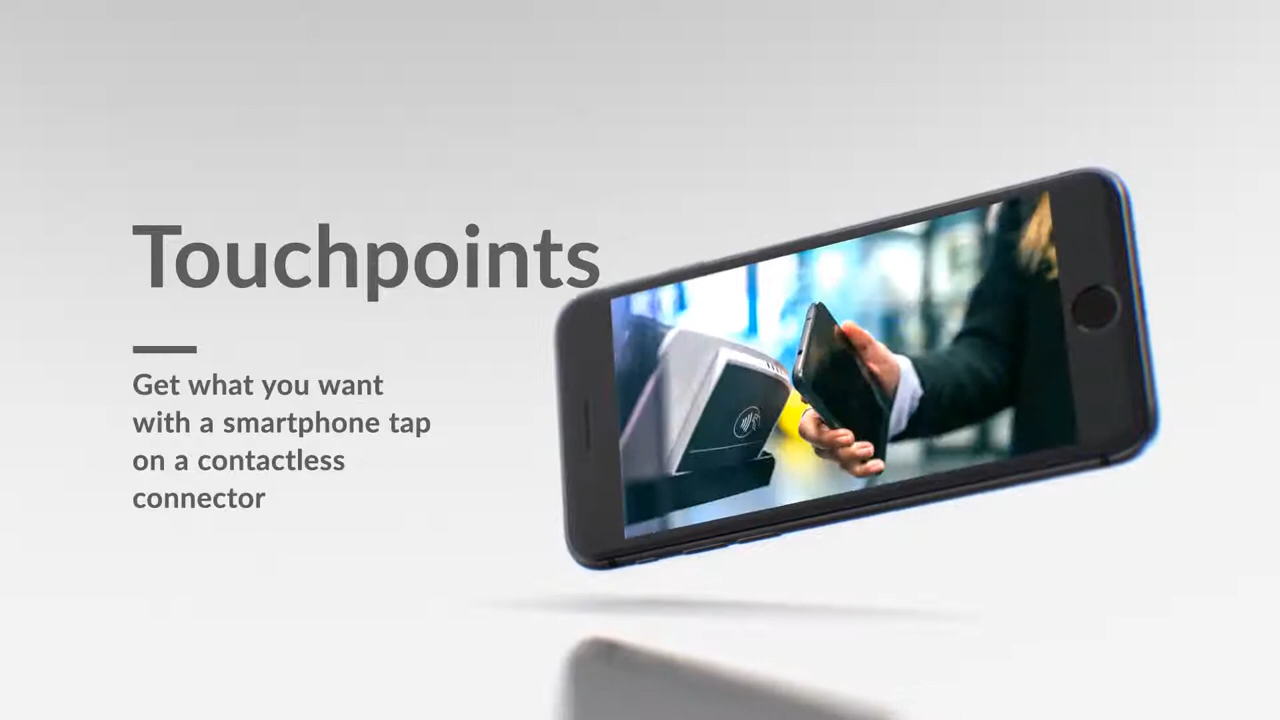 Touchpoints
Get what you want
with a smartphone tap
on a contactless
connector